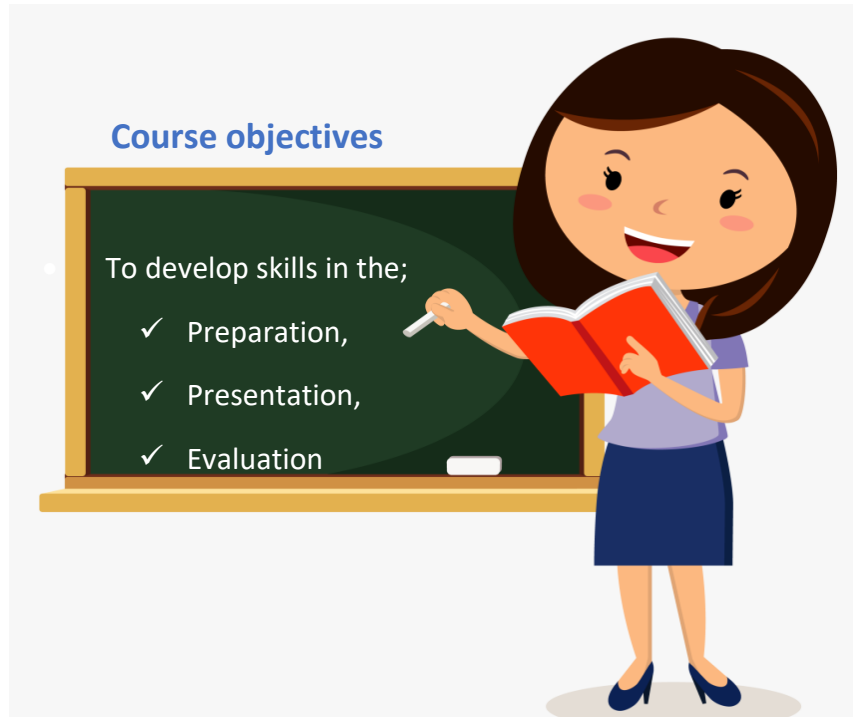 Course objectives
To develop skills in the;
✓ Preparation,
✓ Presentation,
✓ Evaluation